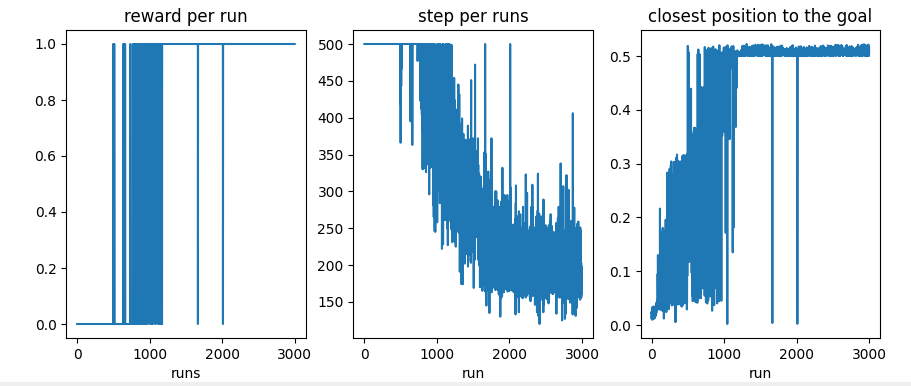 reward per run
1.0
0.8
0.6
0.4
0.2
0.0
0 1000 2000 3000
runs
step per runs
500
450
400
350
300
250
200
150
0 1000 2000 3000
run
closest position to the goal
0.5
0.4
0.3
0.2
0.1
0.0
0 1000 2000 3000
run